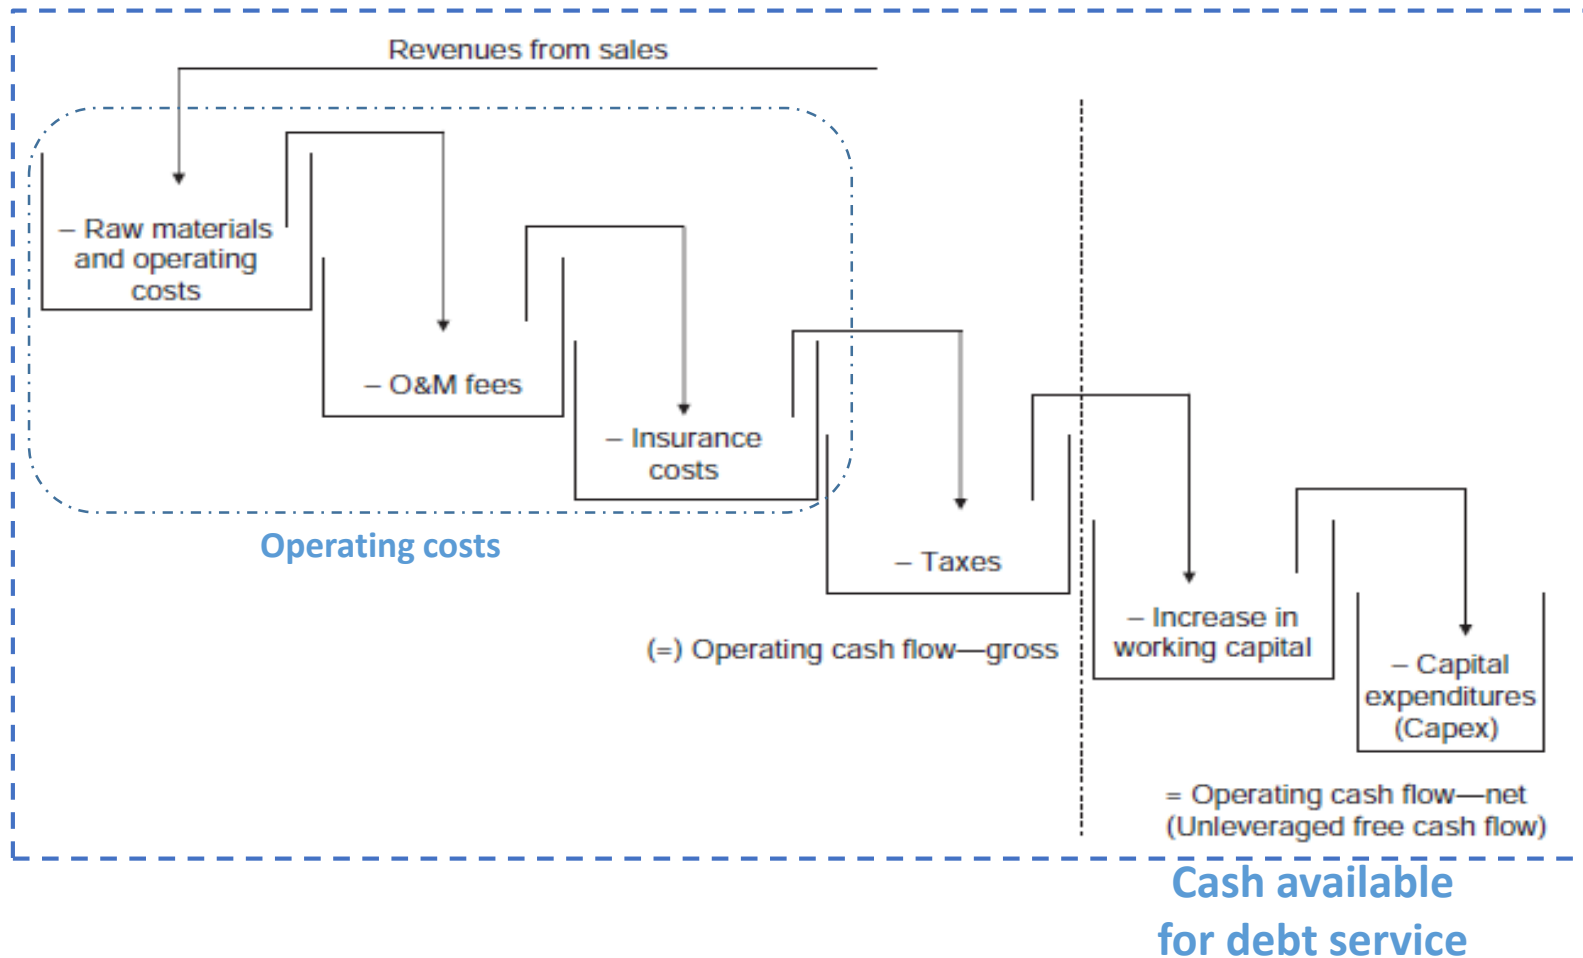 Revenues from sales
– Raw materials
and operating
costs
– O&M fees
– Insurance
costs
Operating costs
– Taxes
(=) Operating cash flow—gross
– Increase in
working capital
– Capital
expenditures
(Capex)
= Operating cash flow—net
(Unleveraged free cash flow)
Cash available
for debt service